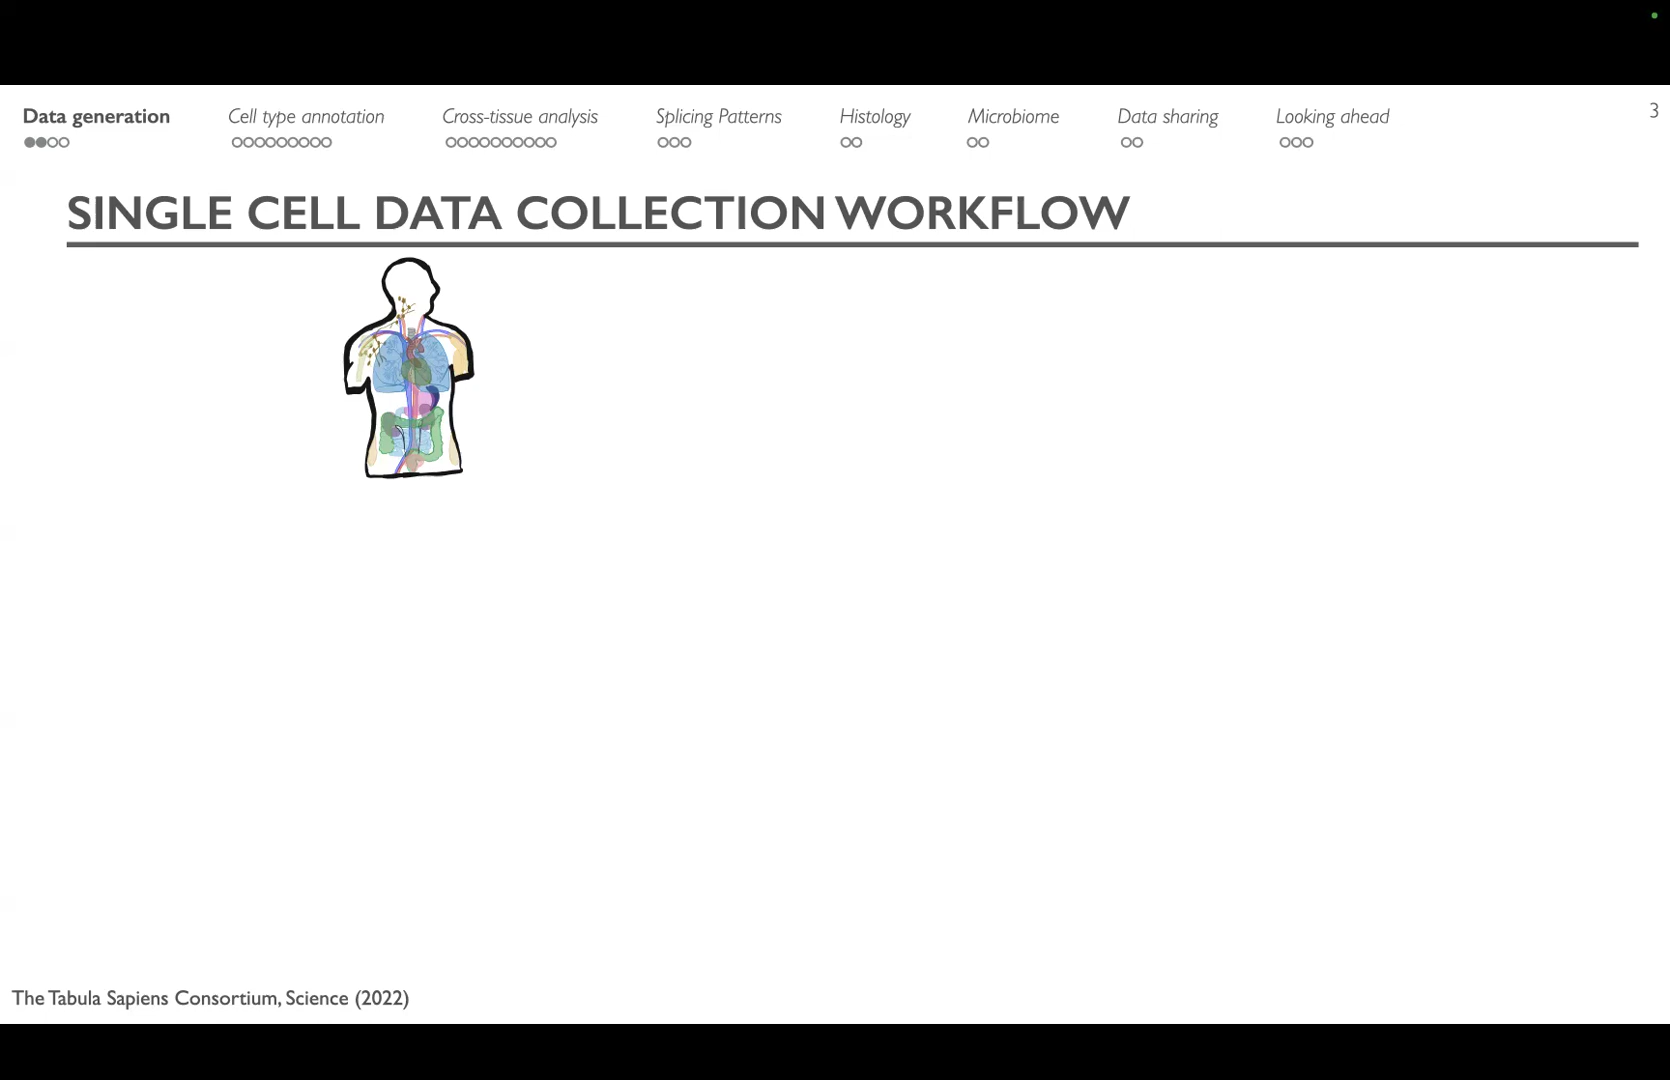 Data generation
Cell type annotation
Cross-tissue analysis
Splicing Patterns
Histology
Microbiome
Data sharing
Looking ahead
3
SINGLE CELL DATA COLLECTION WORKFLOW
The Tabula Sapiens Consortium, Science (2022)